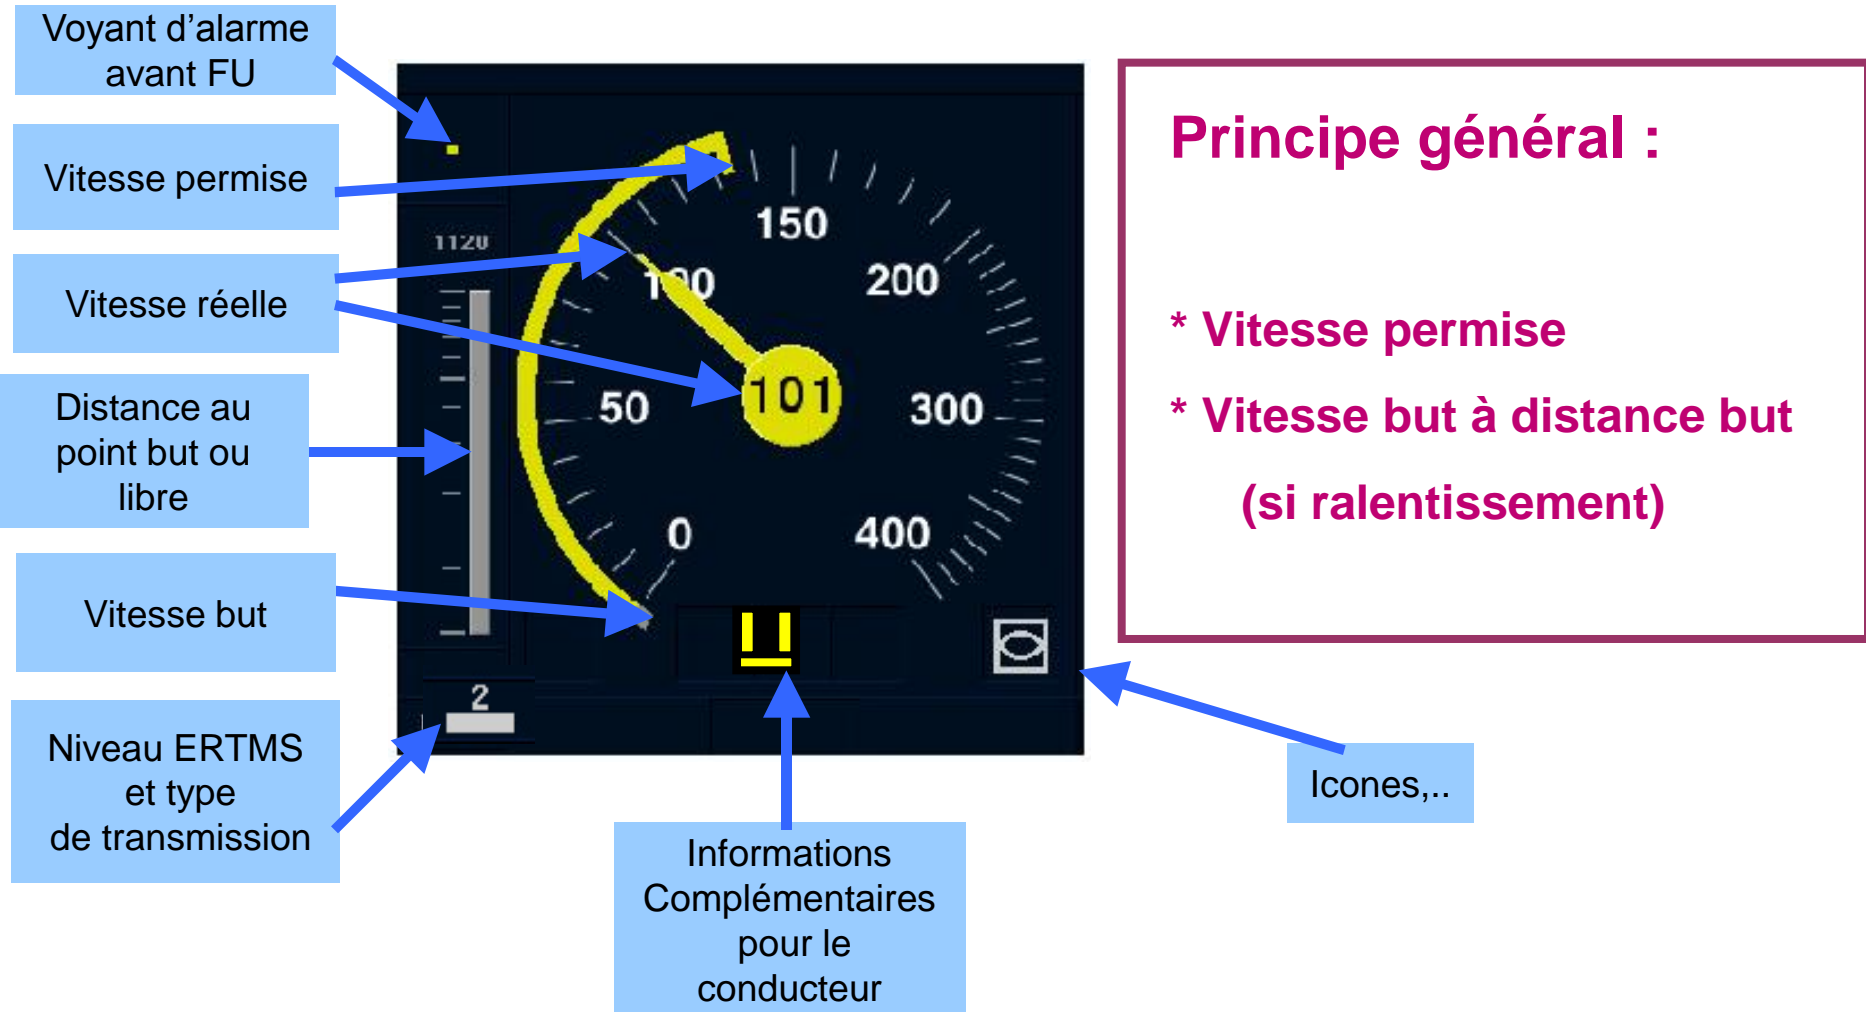 Voyant d’alarme
avant FU
Vitesse permise
Vitesse réelle
Distance au
point but ou
libre
Vitesse but
Niveau ERTMS
et type
de transmission
1120
0
50
100
150
200
300
400
101
2
Informations
Complémentaires
pour le
conducteur
Icones,..
Principe général :
* Vitesse permise
* Vitesse but à distance but
(si ralentissement)